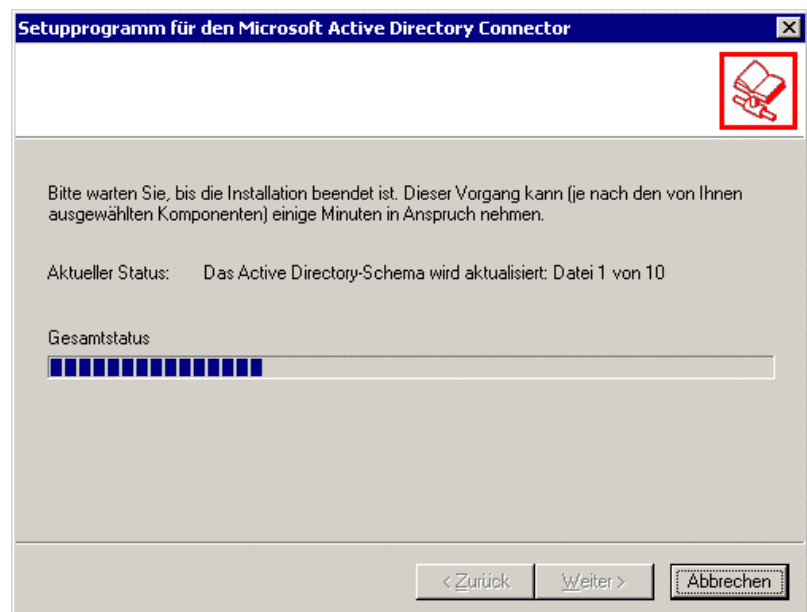 Setupprogramm für den Microsoft Active Directory Connector
Bitte warten Sie, bis die Installation beendet ist. Dieser Vorgang kann (je nach den von Ihnen
ausgewählten Komponenten) einige Minuten in Anspruch nehmen.
Aktueller Status: Das Active Directory-Schema wird aktualisiert: Datei 1 von 10
Gesamtstatus
< Zurück Weiter > Abbrechen